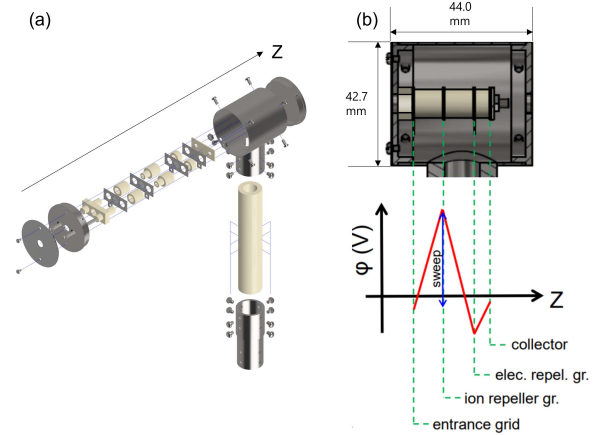 (a)
Z
(b)
44.0
mm
42.7
mm
φ (V)
sweep
Z
collector
elec. repel. gr.
ion repeller gr.
entrance grid